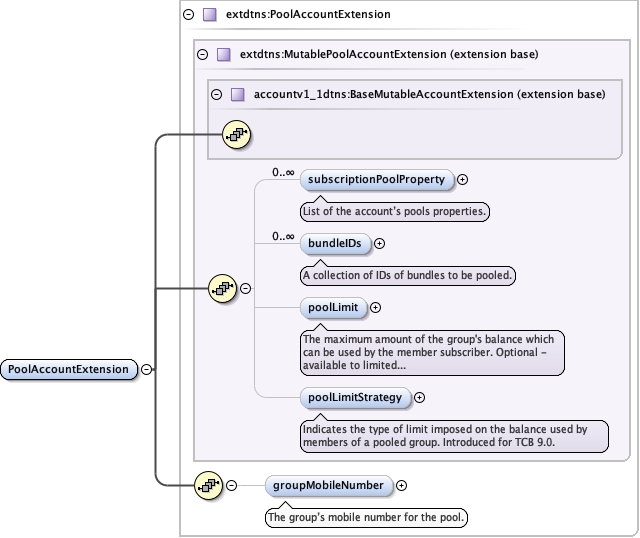 extdtns:PoolAccountExtension
extdtns:MutablePoolAccountExtension (extension base)
accountv1_1dtns:BaseMutableAccountExtension (extension base)
0..∞
subscriptionPoolProperty
List of the account's pools properties.
0..∞
bundleIDs
A collection of IDs of bundles to be pooled.
poolLimit
The maximum amount of the group's balance which
can be used by the member subscriber. Optional -
available to limited...
PoolAccountExtension
poolLimitStrategy
Indicates the type of limit imposed on the balance used by
members of a pooled group. Introduced for TCB 9.0.
groupMobileNumber
The group's mobile number for the pool.